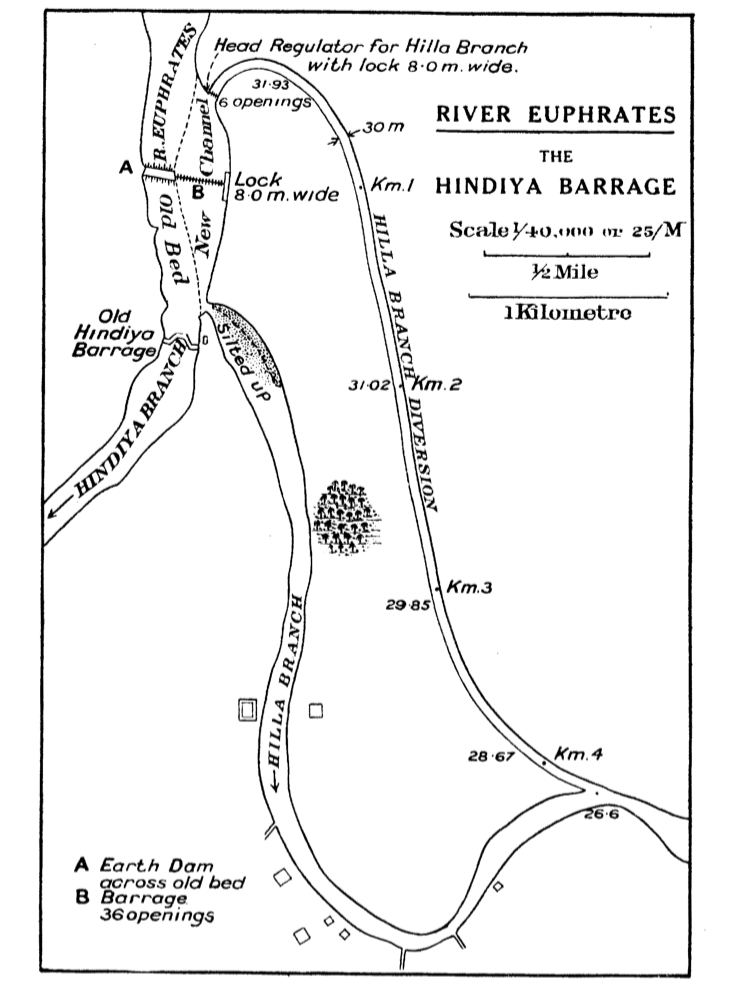 Head Regulator for Hilla Branch
with lock 8·0 m. wide.
31·93
6 openings
30 m
RIVER EUPHRATES
THE
HINDIYA BARRAGE
Scale 1/40,000 or 25/M
½ Mile
1 Kilometre
R. EUPHRATES
New Channel
A
B
Lock
8·0 m. wide
Km. 1
Old Bed
HILLA BRANCH DIVERSION
Old
Hindiya
Barrage
Silted up
31·02
Km. 2
HINDIYA BRANCH
Km. 3
29·85
HILLA BRANCH
28·67
Km. 4
26·6
A Earth Dam
across old bed
B Barrage
36 openings